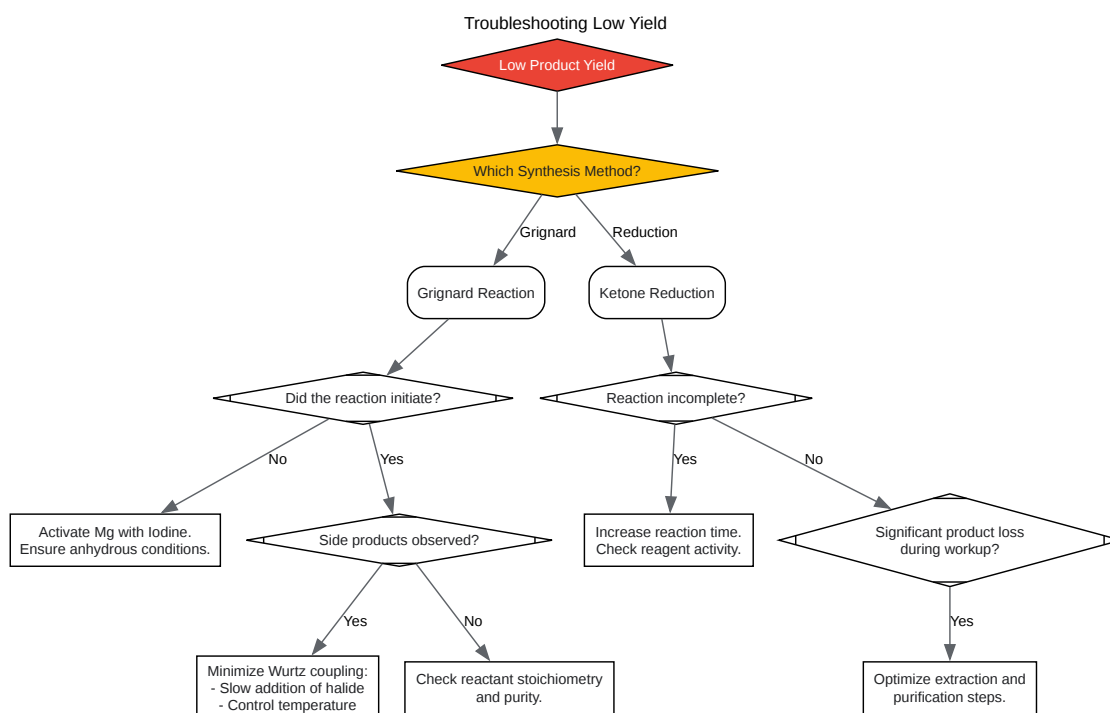 Troubleshooting Low Yield
Low Product Yield
Which Synthesis Method?
Grignard
Reduction
Grignard Reaction
Ketone Reduction
Did the reaction initiate?
Reaction incomplete?
No
Yes
Yes
No
Activate Mg with Iodine.
Ensure anhydrous conditions.
Side products observed?
Increase reaction time.
Check reagent activity.
Significant product loss
during workup?
Yes
No
Yes
Minimize Wurtz coupling:
- Slow addition of halide
- Control temperature
Check reactant stoichiometry
and purity.
Optimize extraction and
purification steps.